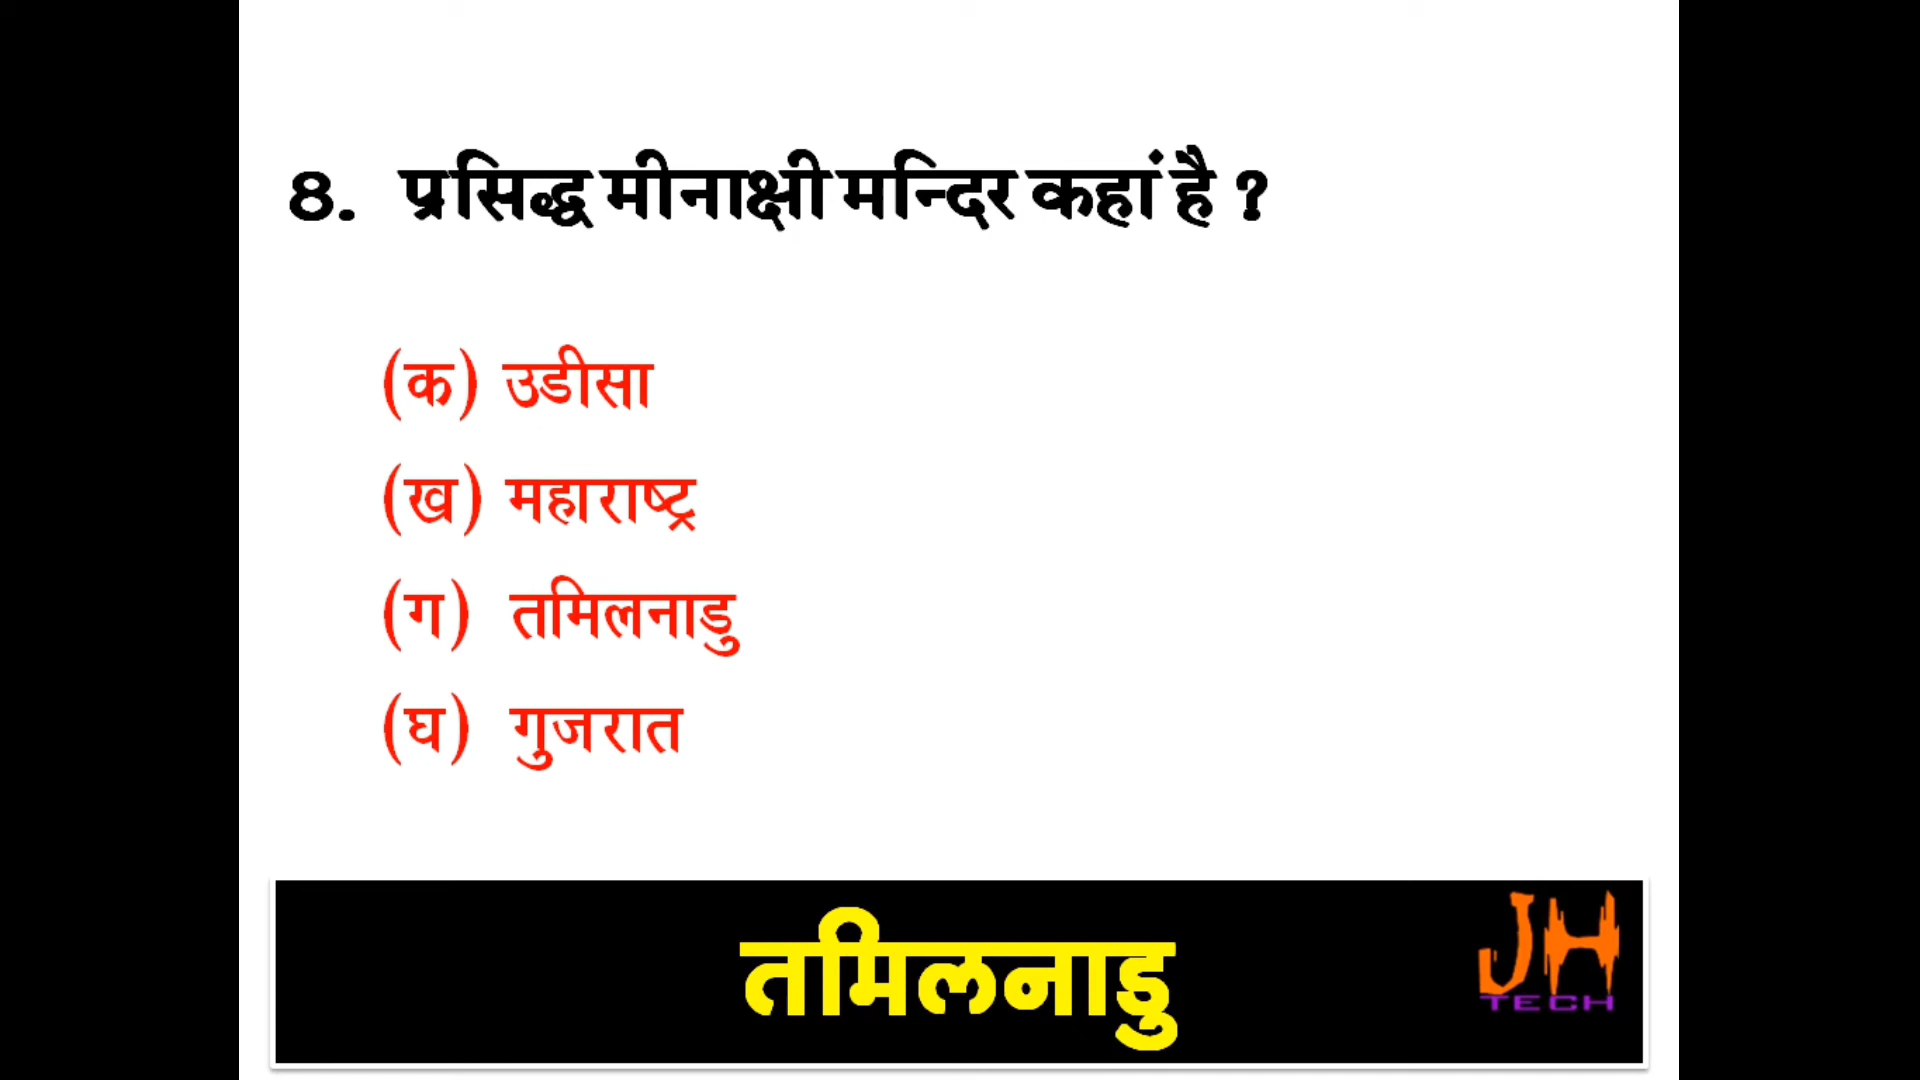 8. प्रसिद्ध मीनाक्षी मन्दिर कहां है ?
(क) उडीसा
(ख) महाराष्ट्र
(ग) तमिलनाडु
(घ) गुजरात
तमिलनाडु
JH
TECH